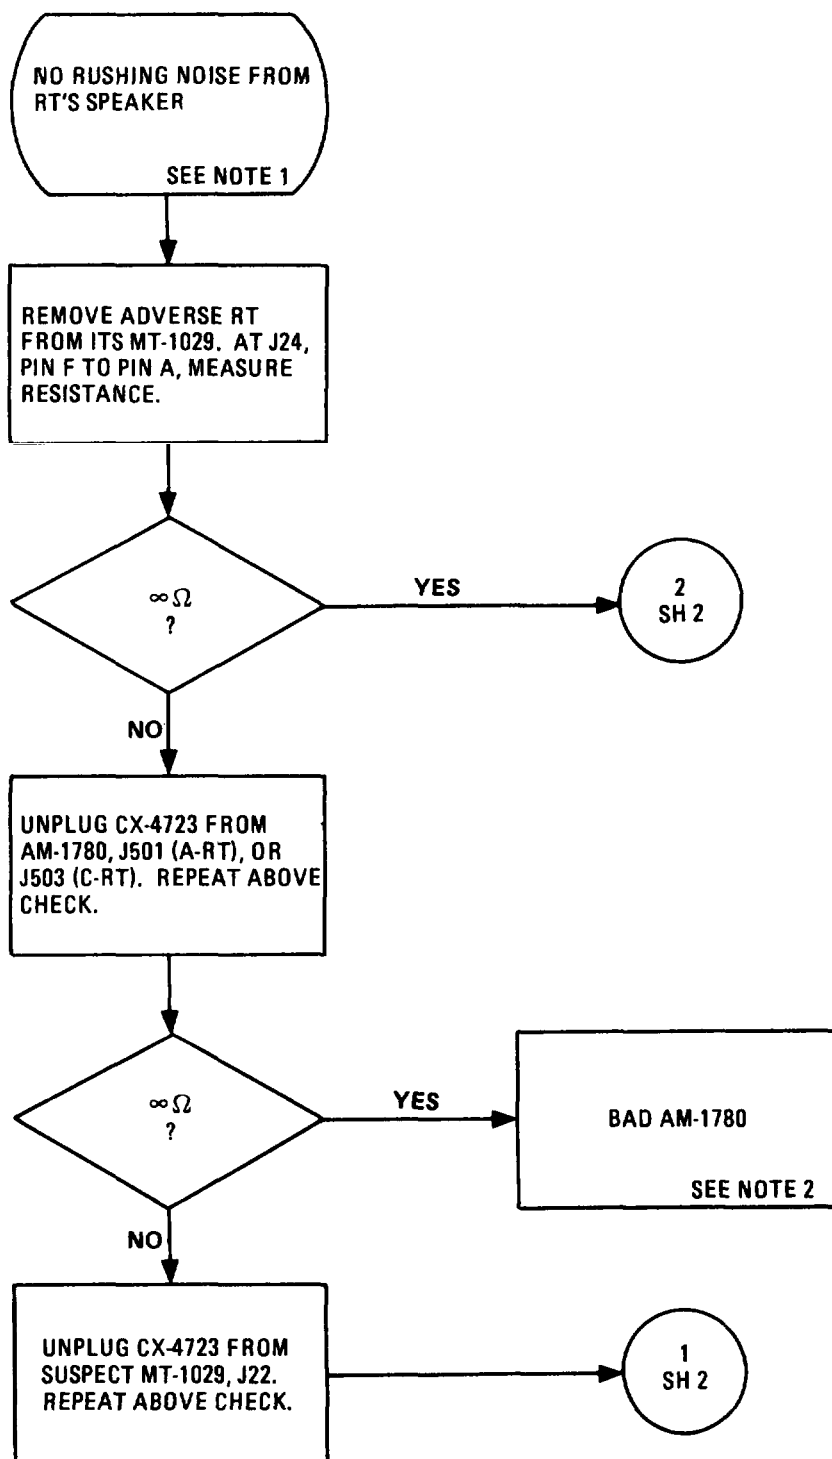 NO RUSHING NOISE FROM
RT'S SPEAKER
SEE NOTE 1
REMOVE ADVERSE RT
FROM ITS MT-1029. AT J24,
PIN F TO PIN A, MEASURE
RESISTANCE.
∞ Ω
?
YES
2
SH 2
NO
UNPLUG CX-4723 FROM
AM-1780, J501 (A-RT), OR
J503 (C-RT). REPEAT ABOVE
CHECK.
∞ Ω
?
YES
BAD AM-1780
SEE NOTE 2
NO
UNPLUG CX-4723 FROM
SUSPECT MT-1029, J22.
REPEAT ABOVE CHECK.
1
SH 2